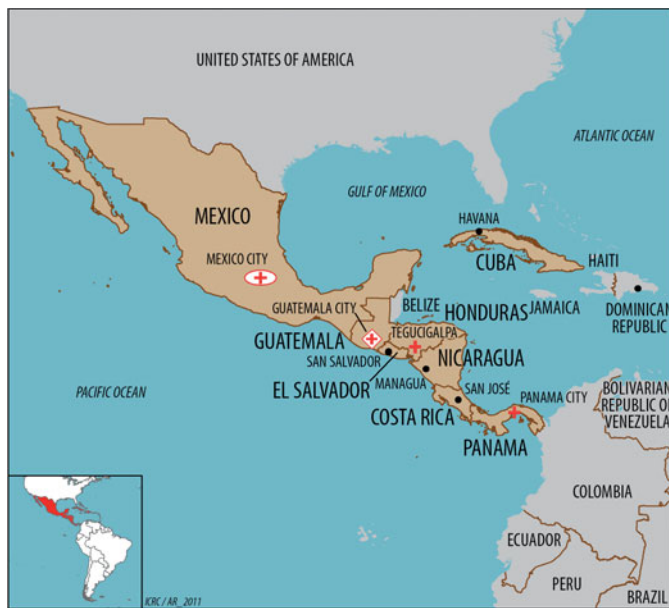 UNITED STATES OF AMERICA
ATLANTIC OCEAN
GULF OF MEXICO
MEXICO
HAVANA
MEXICO CITY
CUBA
HAITI
GUATEMALA CITY
BELIZE
HONDURAS
JAMAICA
DOMINICAN
REPUBLIC
GUATEMALA
TEGUCIGALPA
SAN SALVADOR
NICARAGUA
EL SALVADOR
MANAGUA
SAN JOSÉ
PANAMA CITY
PACIFIC OCEAN
BOLIVARIAN
REPUBLIC OF
VENEZUELA
COSTA RICA
PANAMA
COLOMBIA
ECUADOR
PERU
BRAZIL
ICRC / AR_2011